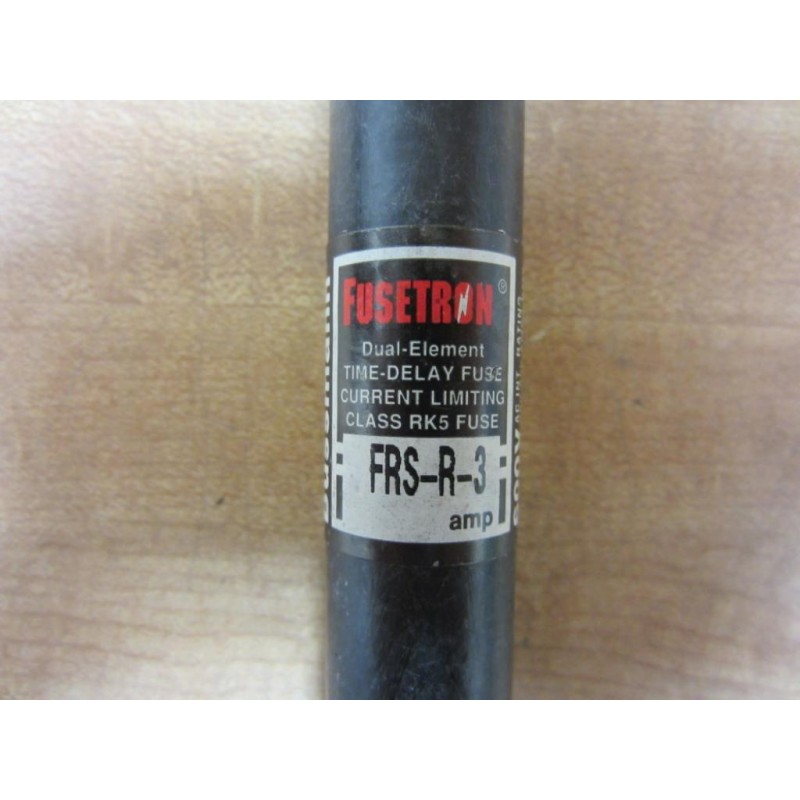 FUSETRON®
Dual-Element
TIME-DELAY FUSE
CURRENT LIMITING
CLASS RK5 FUSE
FRS-R-3
amp